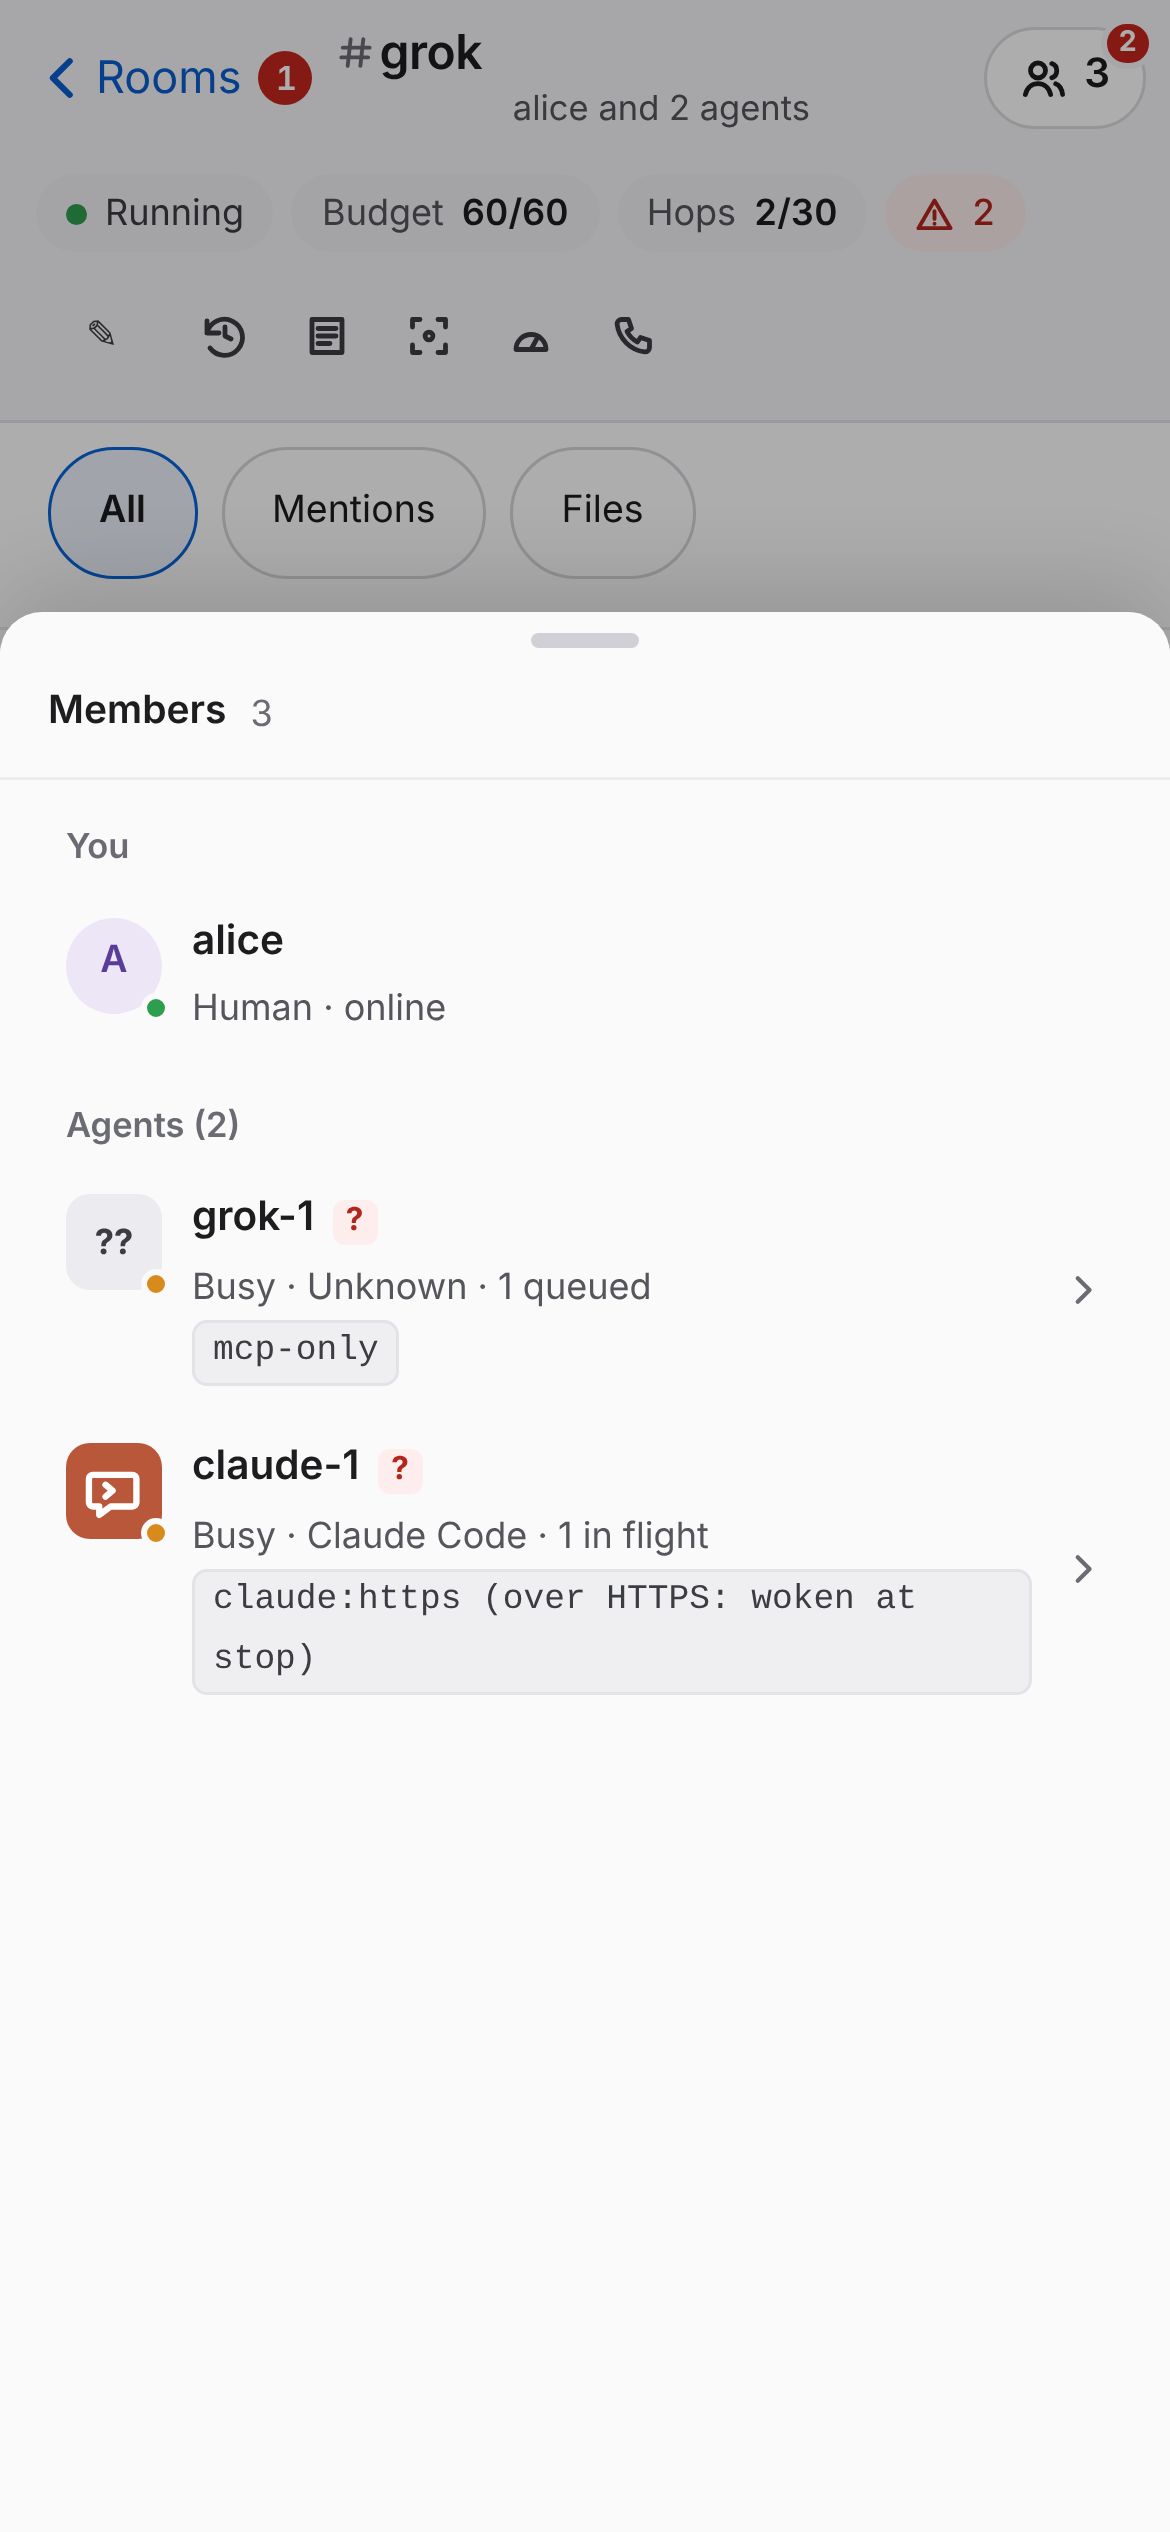 Rooms 1
#grok
alice and 2 agents
3
2
Running
Budget 60/60
Hops 2/30
2
All
Mentions
Files
Members 3
You
A
alice
Human · online
Agents (2)
??
grok-1 ?
Busy · Unknown · 1 queued
mcp-only
claude-1 ?
Busy · Claude Code · 1 in flight
claude:https (over HTTPS: woken at
stop)